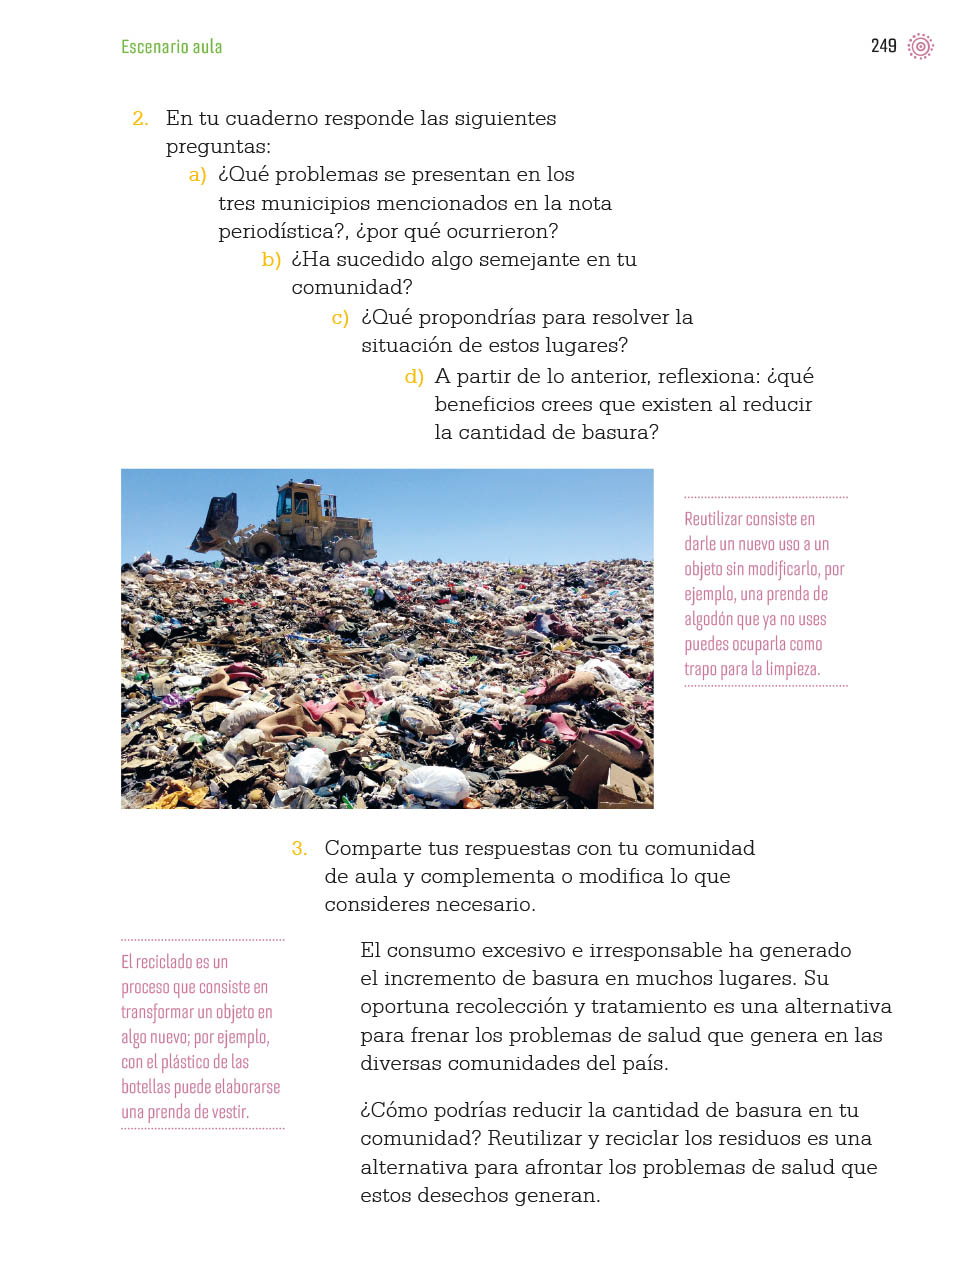 Escenario aula
249
2. En tu cuaderno responde las siguientes
preguntas:
a) ¿Qué problemas se presentan en los
tres municipios mencionados en la nota
periodística?, ¿por qué ocurrieron?
b) ¿Ha sucedido algo semejante en tu
comunidad?
c) ¿Qué propondrías para resolver la
situación de estos lugares?
d) A partir de lo anterior, reflexiona: ¿qué
beneficios crees que existen al reducir
la cantidad de basura?
Reutilizar consiste en
darle un nuevo uso a un
objeto sin modificarlo, por
ejemplo, una prenda de
algodón que ya no uses
puedes ocuparla como
trapo para la limpieza.
3. Comparte tus respuestas con tu comunidad
de aula y complementa o modifica lo que
consideres necesario.
El reciclado es un
proceso que consiste en
transformar un objeto en
algo nuevo; por ejemplo,
con el plástico de las
botellas puede elaborarse
una prenda de vestir.
El consumo excesivo e irresponsable ha generado
el incremento de basura en muchos lugares. Su
oportuna recolección y tratamiento es una alternativa
para frenar los problemas de salud que genera en las
diversas comunidades del país.
¿Cómo podrías reducir la cantidad de basura en tu
comunidad? Reutilizar y reciclar los residuos es una
alternativa para afrontar los problemas de salud que
estos desechos generan.